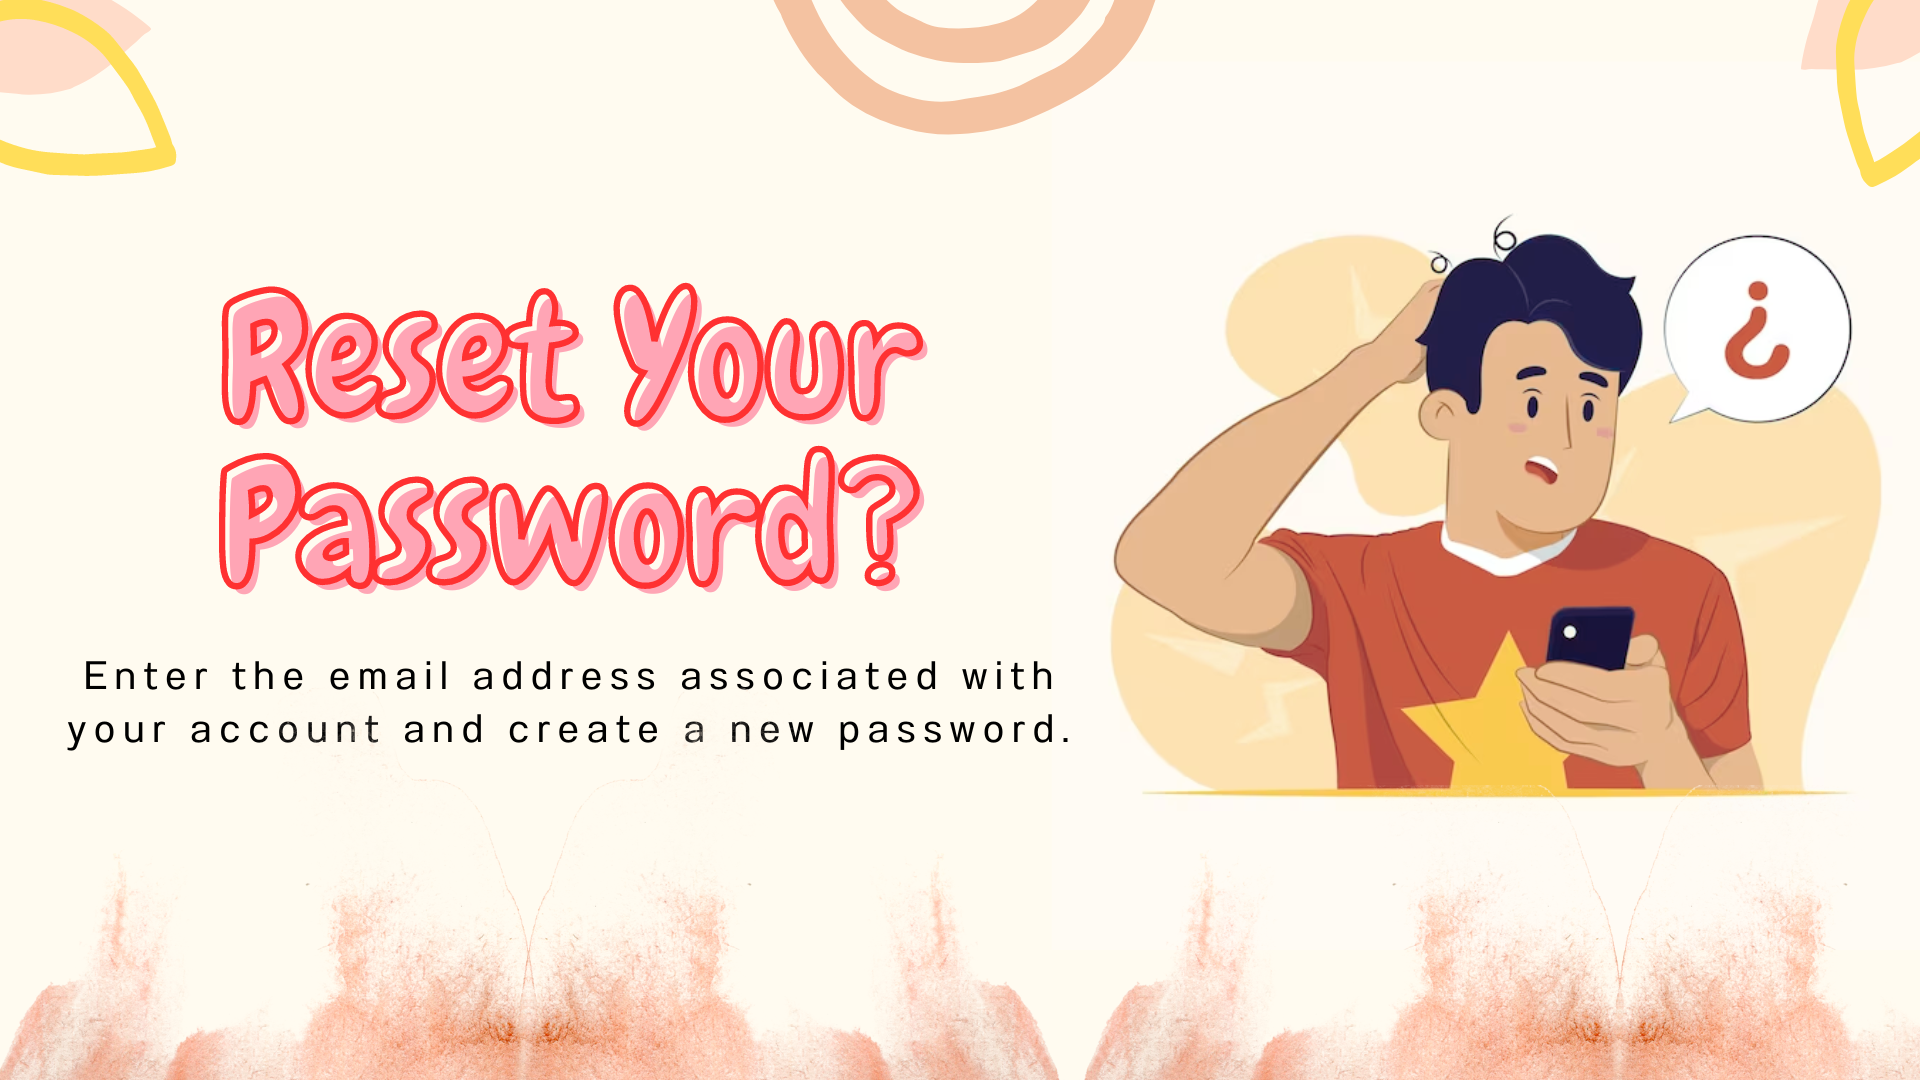 Reset Your
Password?
¿
Enter the email address associated with
your account and create a new password.